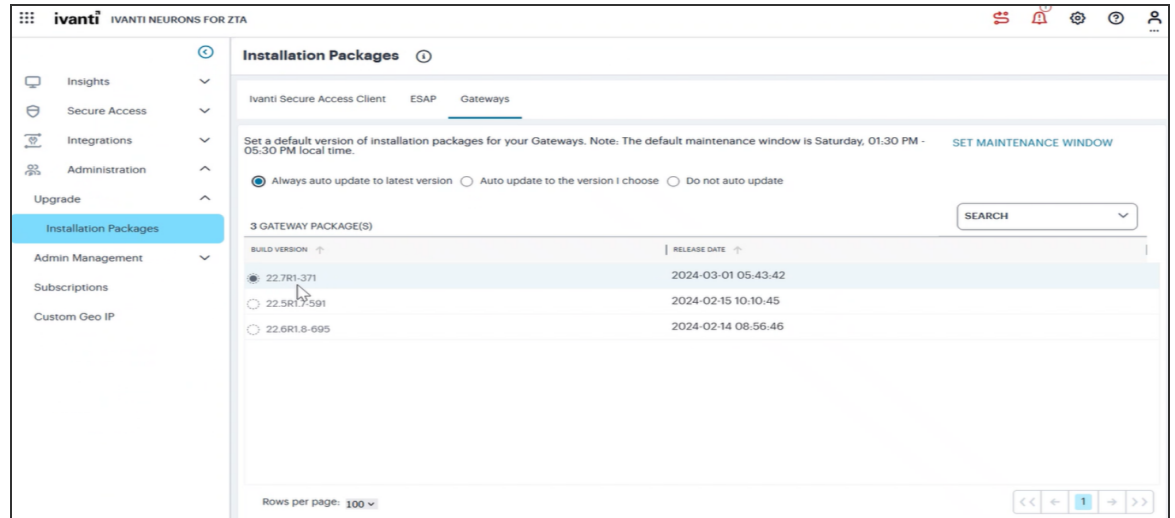 ivanti IVANTI NEURONS FOR ZTA
Insights
Secure Access
Integrations
Administration
Upgrade
Installation Packages
Admin Management
Subscriptions
Custom Geo IP
Installation Packages
Ivanti Secure Access Client ESAP Gateways
Set a default version of installation packages for your Gateways. Note: The default maintenance window is Saturday, 01:30 PM -
05:30 PM local time.
SET MAINTENANCE WINDOW
Always auto update to latest version Auto update to the version I choose Do not auto update
SEARCH
3 GATEWAY PACKAGE(S)
BUILD VERSION RELEASE DATE
22.7R1-371 2024-03-01 05:43:42
22.5R1.7-591 2024-02-15 10:10:45
22.6R1.8-695 2024-02-14 08:56:46
Rows per page: 100
<< 1 >>